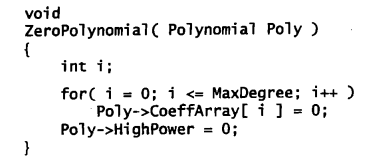 void
ZeroPolynomial( Polynomial Poly )
{
    int i;
    for( i = 0; i <= MaxDegree; i++ )
        Poly->CoeffArray[ i ] = 0;
    Poly->HighPower = 0;
}